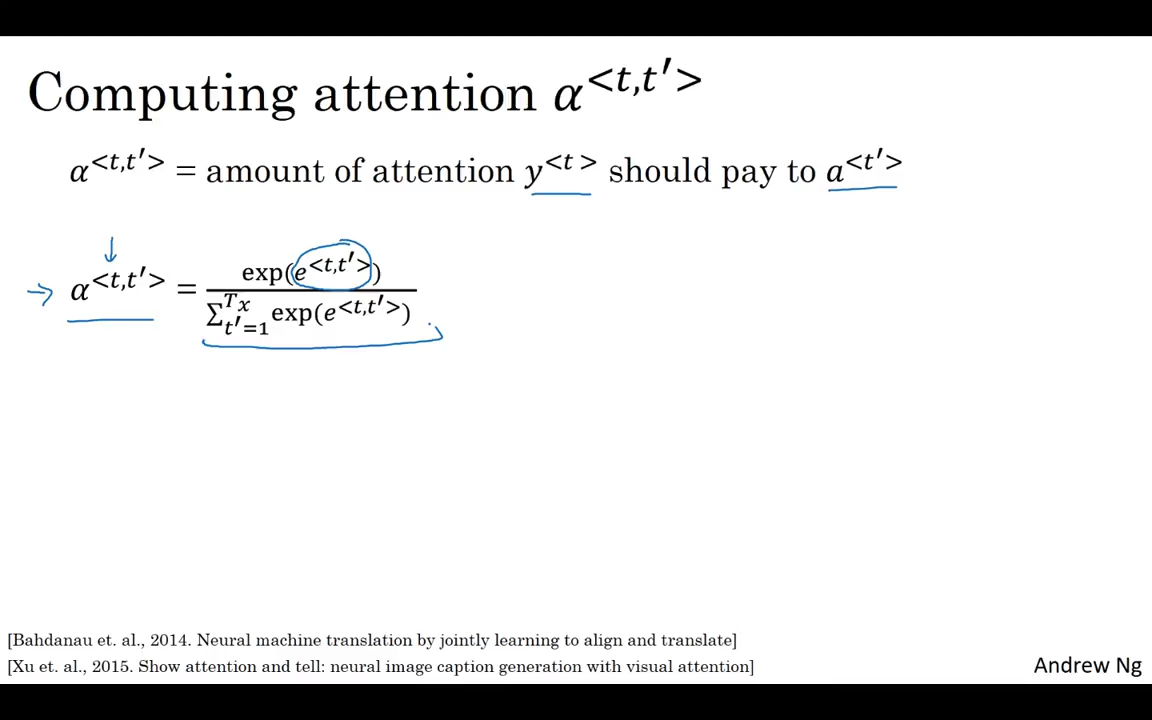 Computing attention α^{<t,t′>}
α^{<t,t′>} = amount of attention y^{<t>} should pay to a^{<t′>}
α^{<t,t′>} = exp(e^{<t,t′>}) / Σ_{t′=1}^{Tx} exp(e^{<t,t′>})
[Bahdanau et. al., 2014. Neural machine translation by jointly learning to align and translate]
[Xu et. al., 2015. Show attention and tell: neural image caption generation with visual attention]
Andrew Ng